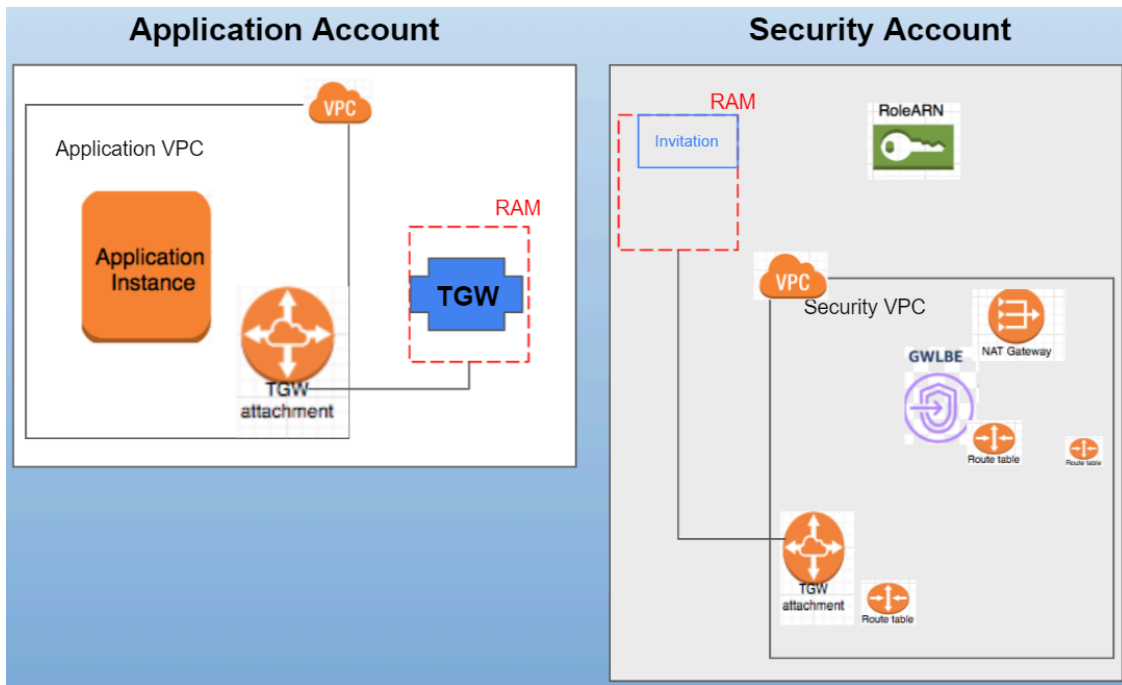 Application Account
VPC
Application VPC
Application
Instance
TGW
attachment
RAM
TGW
Security Account
RAM
Invitation
RoleARN
VPC
Security VPC
NAT Gateway
GWLBE
Route table
Route table
TGW
attachment
Route table